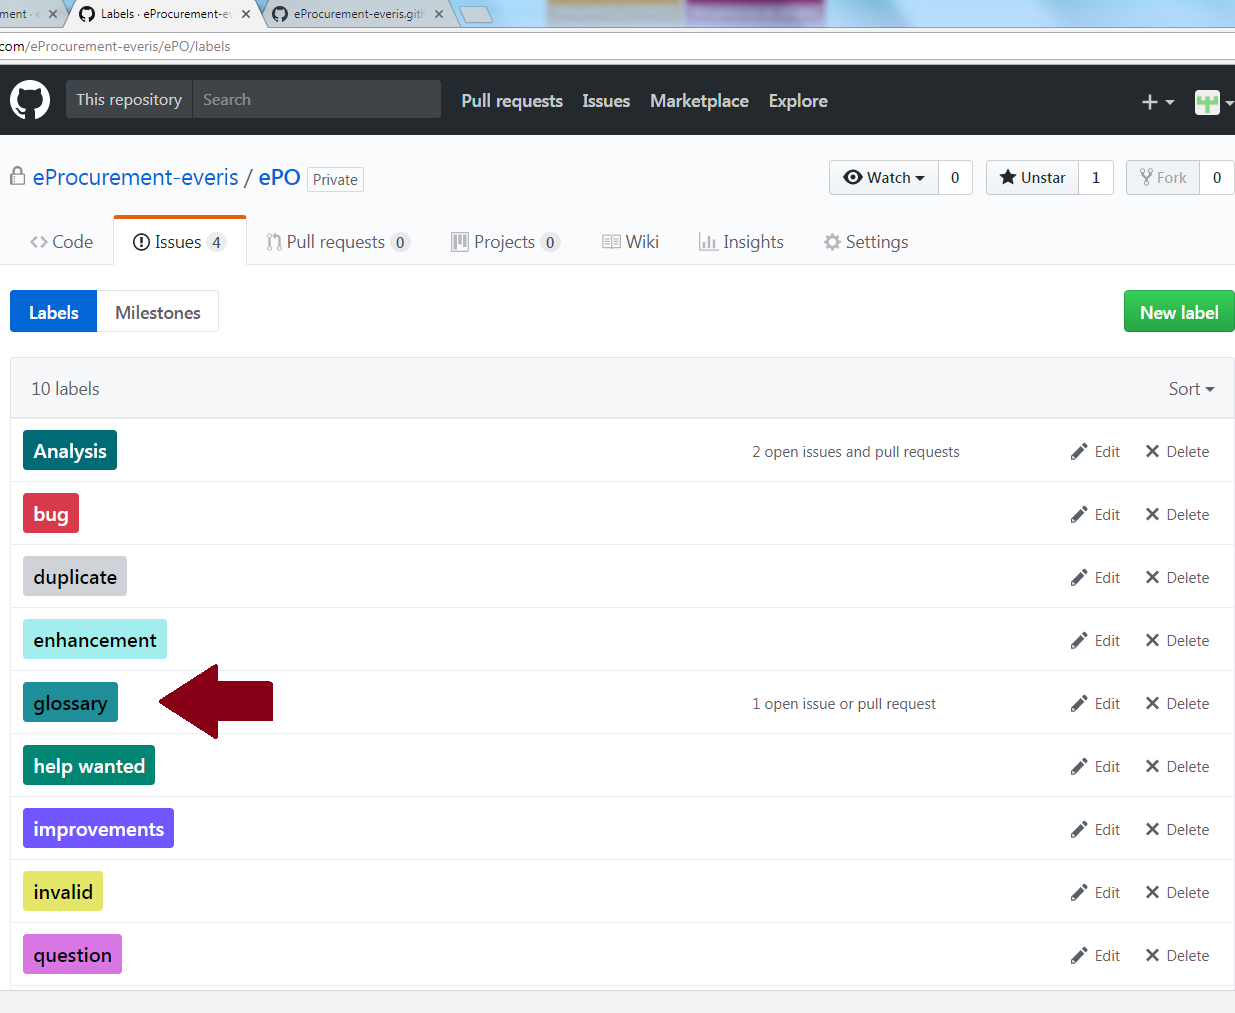 ment · e
Labels · eProcurement-ev
eProcurement-everis.gith
com/eProcurement-everis/ePO/labels
This repository Search Pull requests Issues Marketplace Explore
eProcurement-everis / ePO Private Watch 0 Unstar 1 Fork 0
Code Issues 4 Pull requests 0 Projects 0 Wiki Insights Settings
Labels Milestones New label
10 labels Sort
Analysis 2 open issues and pull requests Edit Delete
bug Edit Delete
duplicate Edit Delete
enhancement Edit Delete
glossary 1 open issue or pull request Edit Delete
help wanted Edit Delete
improvements Edit Delete
invalid Edit Delete
question Edit Delete